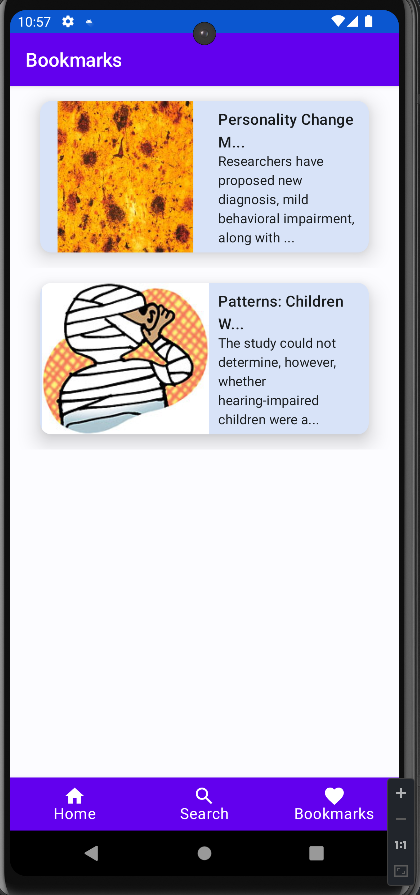 10:57
Bookmarks
Personality Change
M...
Researchers have
proposed new
diagnosis, mild
behavioral impairment,
along with ...
Patterns: Children
W...
The study could not
determine, however,
whether
hearing-impaired
children were a...
Home Search Bookmarks
1:1